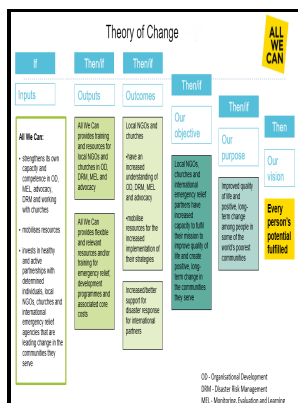 Theory of Change
ALL
WE
CAN
If
Then/if
Then/if
Then/if
Then/if
Then
Inputs
Outputs
Outcomes
Our
objective
Our
purpose
Our
vision
All We Can:
• strengthens its own
capacity and
competence in OD,
MEL, advocacy,
DRM and working
with churches
• mobilises resources
• invests in healthy
and active
partnerships with
determined
individuals, local
NGOs, churches and
international
emergency relief
agencies that are
leading change in the
communities they
serve
All We Can
provides training
and resources for
local NGOs and
churches in OD,
DRM, MEL and
advocacy
All We Can
provides flexible
and relevant
resources and/or
training for
emergency relief,
development
programmes and
associated core
costs
Local NGOs and
churches
•have an
increased
understanding of
OD, DRM, MEL
and advocacy
•mobilise
resources for the
increased
implementation of
their strategies
Increased/better
support for
disaster response
for international
partners
Local NGOs,
churches and
international
emergency relief
partners have
increased
capacity to fulfil
their mission to
improve quality of
life and create
positive, long-
term change in
the communities
they serve
Improved quality
of life and
positive, long-
term change
among people in
some of the
world's poorest
communities
Every
person's
potential
fulfilled
OD - Organisational Development
DRM – Disaster Risk Management
MEL – Monitoring, Evaluation and Learning